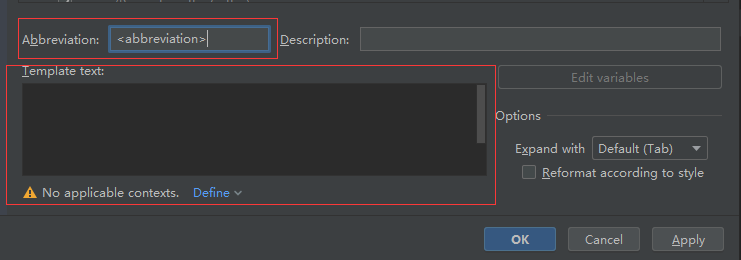 Abbreviation: <abbreviation> Description:
Template text:
Edit variables
Options
Expand with Default (Tab)
Reformat according to style
No applicable contexts. Define
OK Cancel Apply